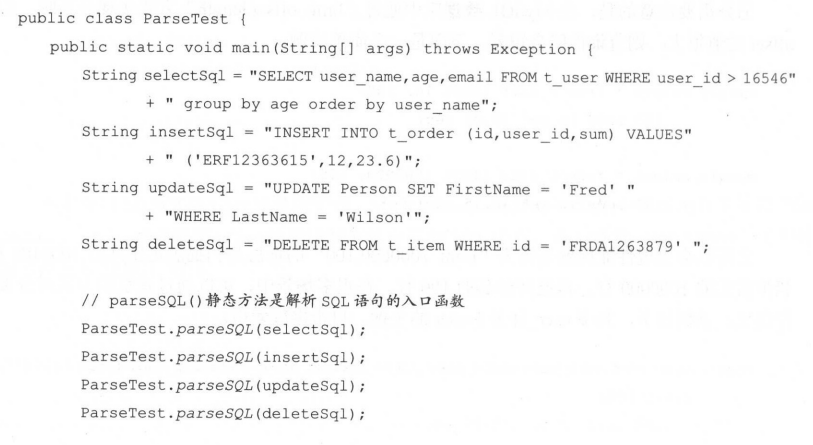 public class ParseTest {
public static void main(String[] args) throws Exception {
String selectSql = "SELECT user_name,age,email FROM t_user WHERE user_id > 16546"
+ " group by age order by user_name";
String insertSql = "INSERT INTO t_order (id,user_id,sum) VALUES"
+ " ('ERF12363615',12,23.6)";
String updateSql = "UPDATE Person SET FirstName = 'Fred' "
+ "WHERE LastName = 'Wilson'";
String deleteSql = "DELETE FROM t_item WHERE id = 'FRDA1263879' ";
// parseSQL()静态方法是解析 SQL 语句的入口函数
ParseTest.parseSQL(selectSql);
ParseTest.parseSQL(insertSql);
ParseTest.parseSQL(updateSql);
ParseTest.parseSQL(deleteSql);